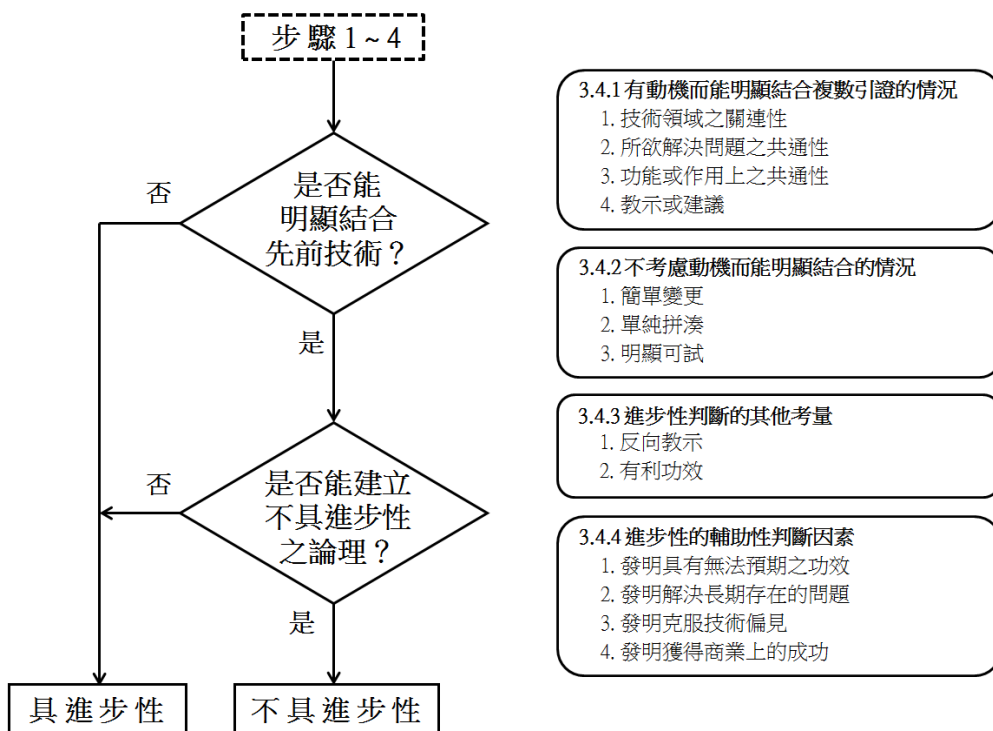 步驟1~4
是否能
明顯結合
先前技術？
否
是
是否能建立
不具進步性
之論理？
否
是
具進步性
不具進步性
3.4.1 有動機而能明顯結合複數引證的情況
1. 技術領域之關連性
2. 所欲解決問題之共通性
3. 功能或作用上之共通性
4. 教示或建議
3.4.2 不考慮動機而能明顯結合的情況
1. 簡單變更
2. 單純拼湊
3. 明顯可試
3.4.3 進步性判斷的其他考量
1. 反向教示
2. 有利功效
3.4.4 進步性的輔助性判斷因素
1. 發明具有無法預期之功效
2. 發明解決長期存在的問題
3. 發明克服技術偏見
4. 發明獲得商業上的成功